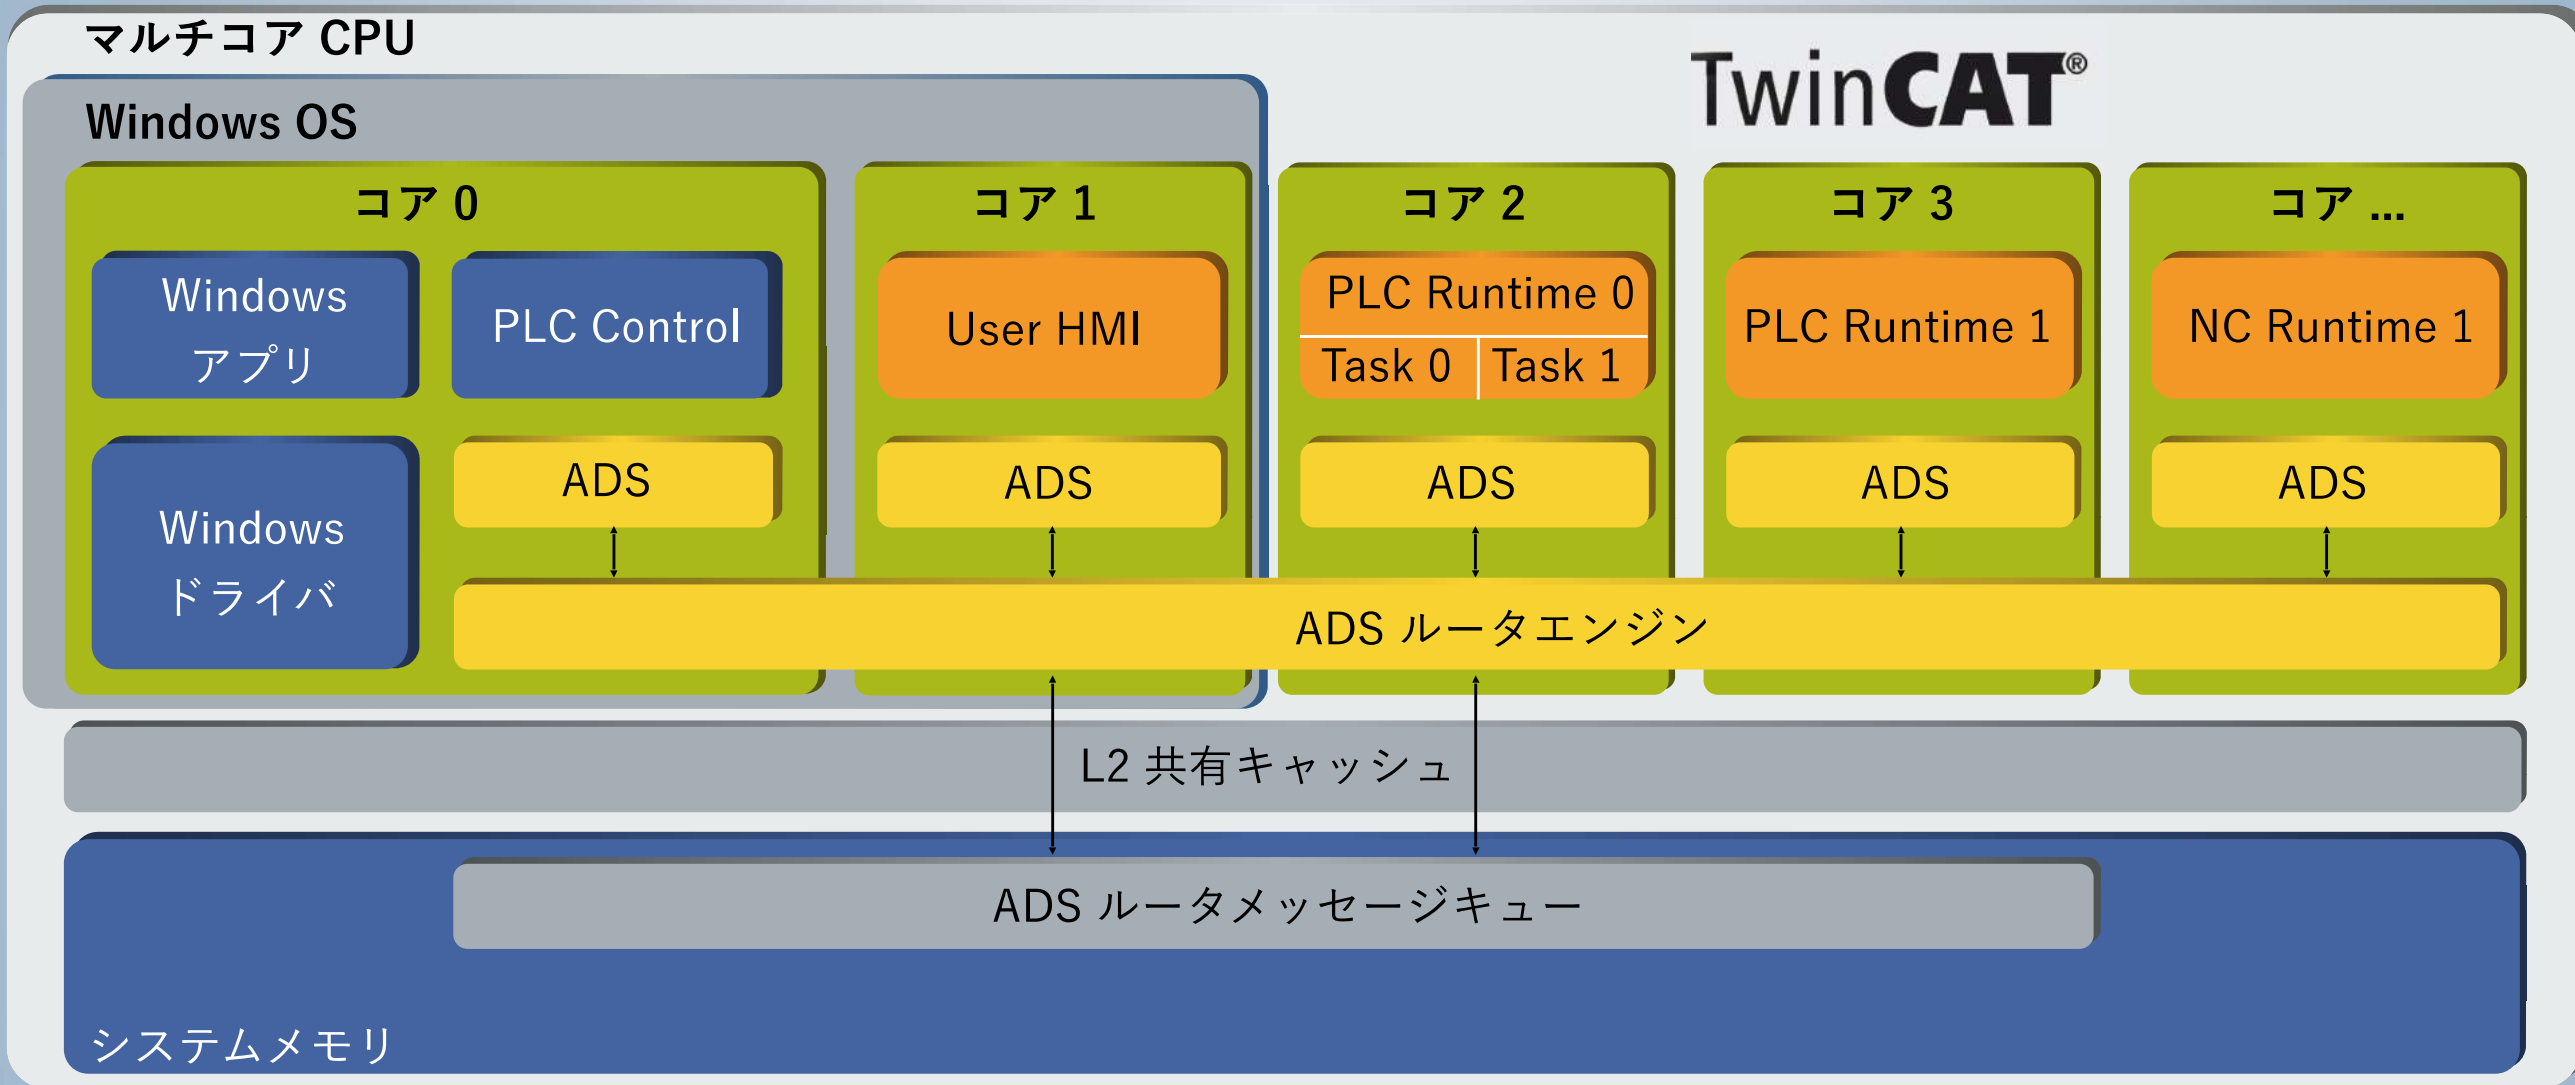 マルチコア CPU
TwinCAT®
Windows OS
コア 0
コア 1
コア 2
コア 3
コア ...
Windows
アプリ
PLC Control
User HMI
PLC Runtime 0
Task 0
Task 1
PLC Runtime 1
NC Runtime 1
Windows
ドライバ
ADS
ADS
ADS
ADS
ADS
ADS ルータエンジン
L2 共有キャッシュ
ADS ルータメッセージキュー
システムメモリ